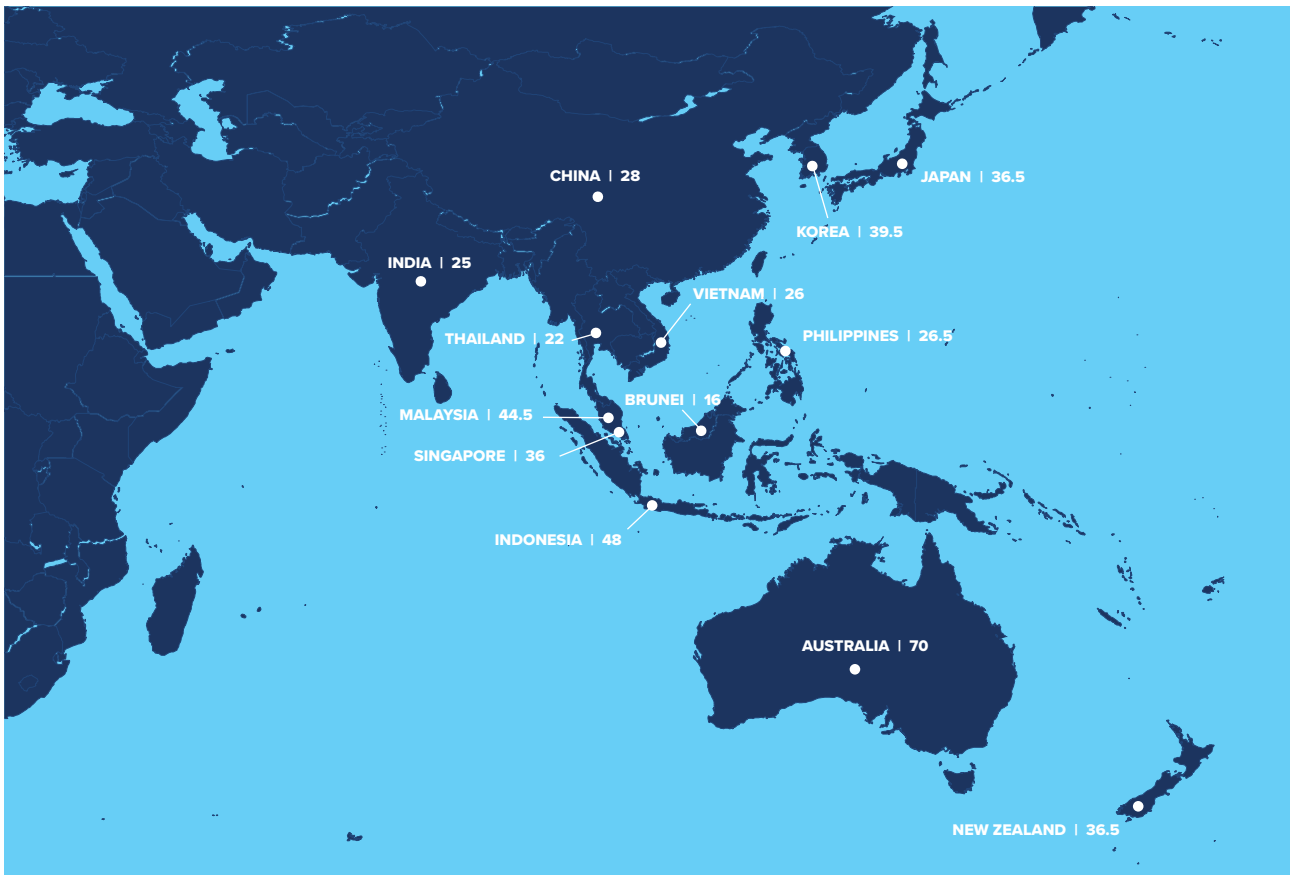 CHINA | 28
JAPAN | 36.5
KOREA | 39.5
INDIA | 25
VIETNAM | 26
THAILAND | 22
PHILIPPINES | 26.5
BRUNEI | 16
MALAYSIA | 44.5
SINGAPORE | 36
INDONESIA | 48
AUSTRALIA | 70
NEW ZEALAND | 36.5